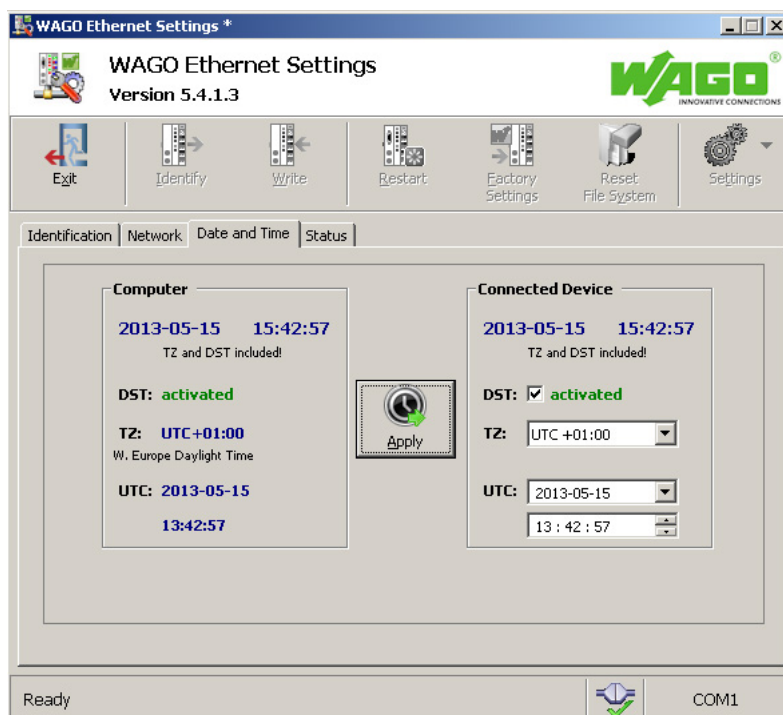 WAGO Ethernet Settings *
WAGO Ethernet Settings
Version 5.4.1.3
WAGO®
INNOVATIVE CONNECTIONS
Exit
Identify
Write
Restart
Factory
Settings
Reset
File System
Settings
Identification
Network
Date and Time
Status
Computer
2013-05-15 15:42:57
TZ and DST included!
DST: activated
TZ: UTC+01:00
W. Europe Daylight Time
UTC: 2013-05-15
13:42:57
Apply
Connected Device
2013-05-15 15:42:57
TZ and DST included!
DST: activated
TZ: UTC +01:00
UTC: 2013-05-15
13 : 42 : 57
Ready
COM1